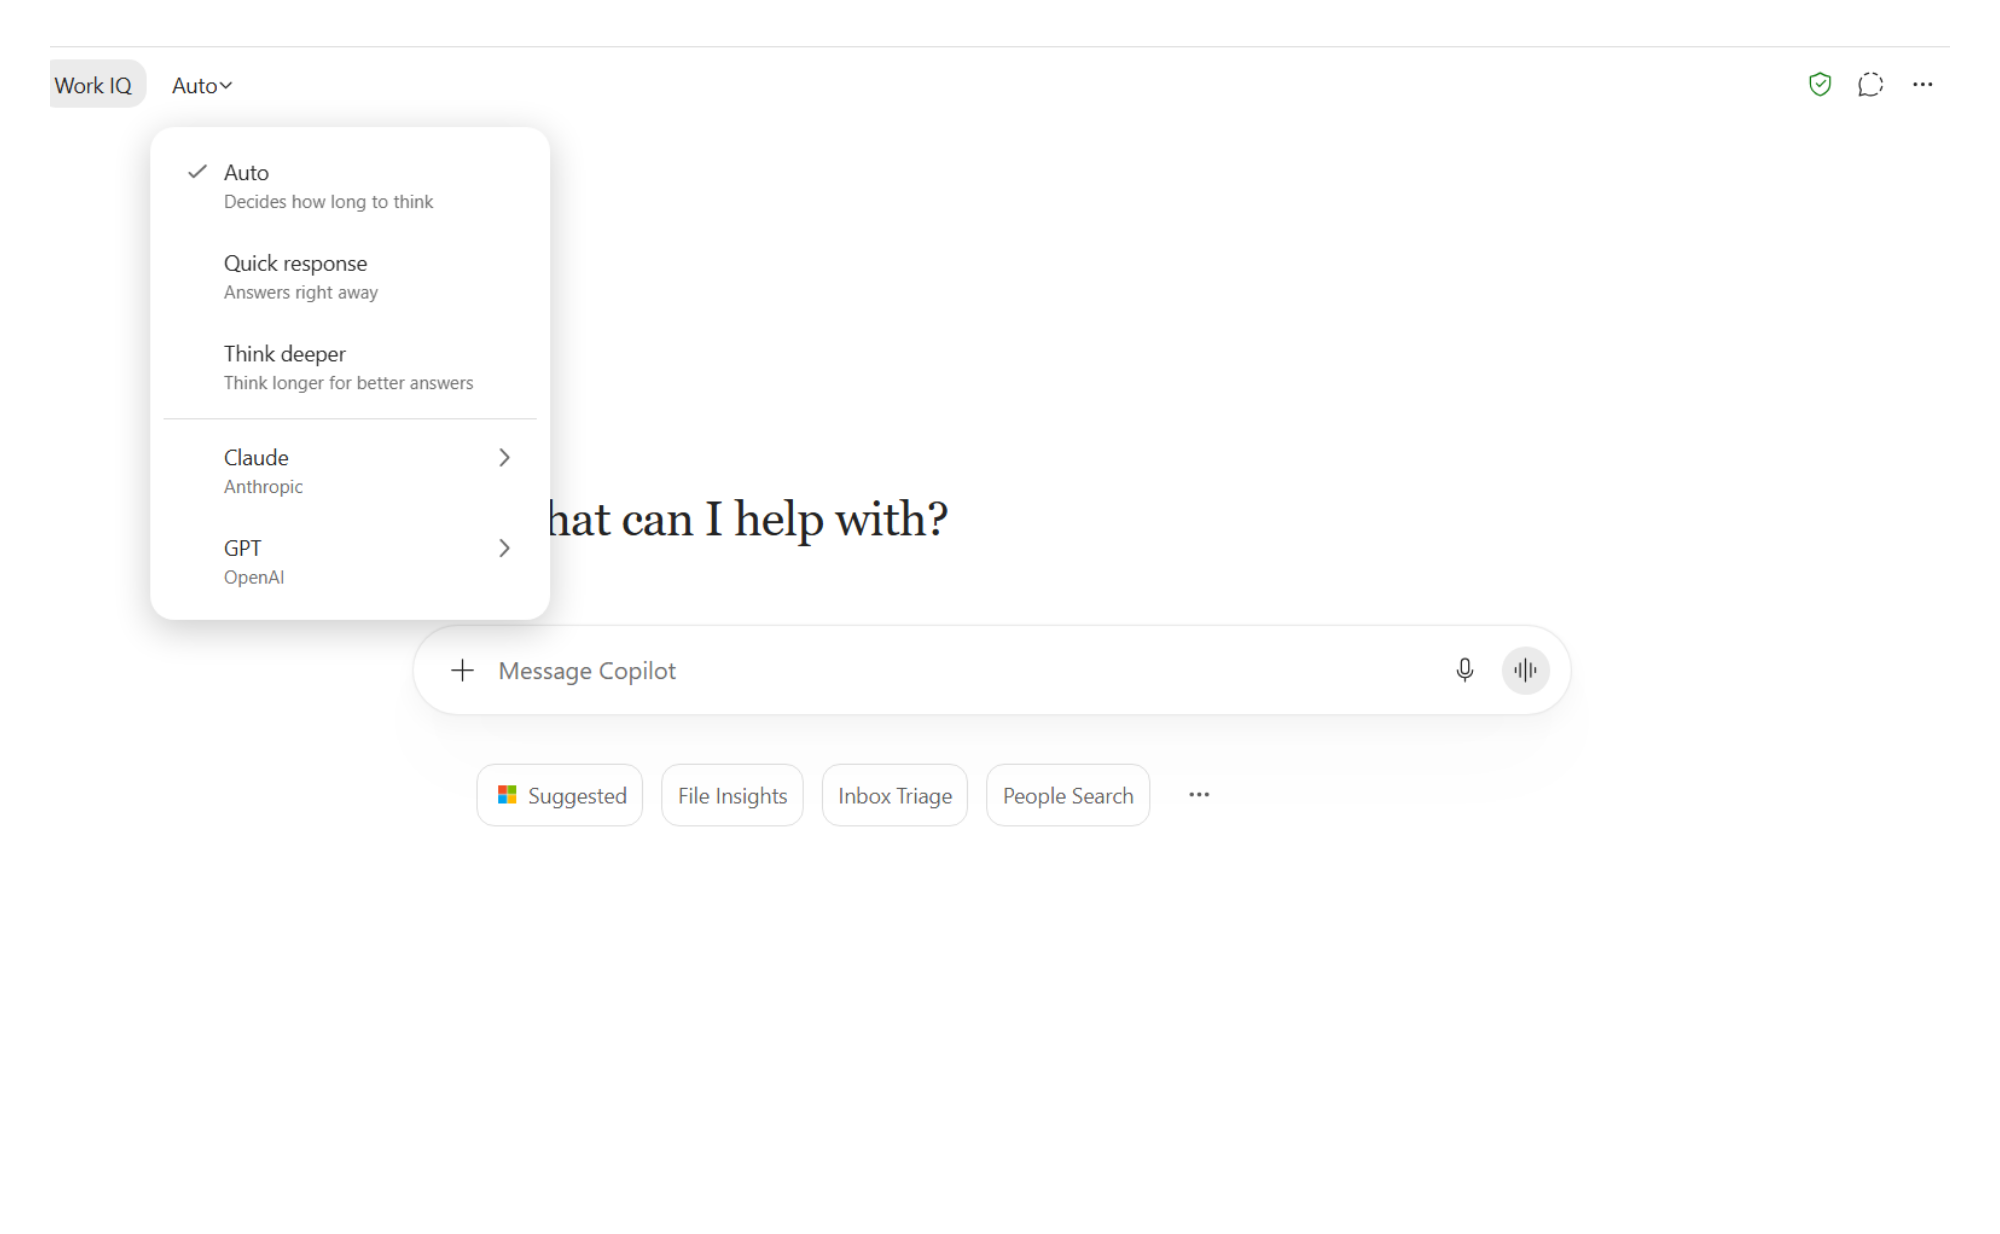 Work IQ Auto
Auto
Decides how long to think
Quick response
Answers right away
Think deeper
Think longer for better answers
Claude
Anthropic
GPT
OpenAI
hat can I help with?
Message Copilot
Suggested File Insights Inbox Triage People Search